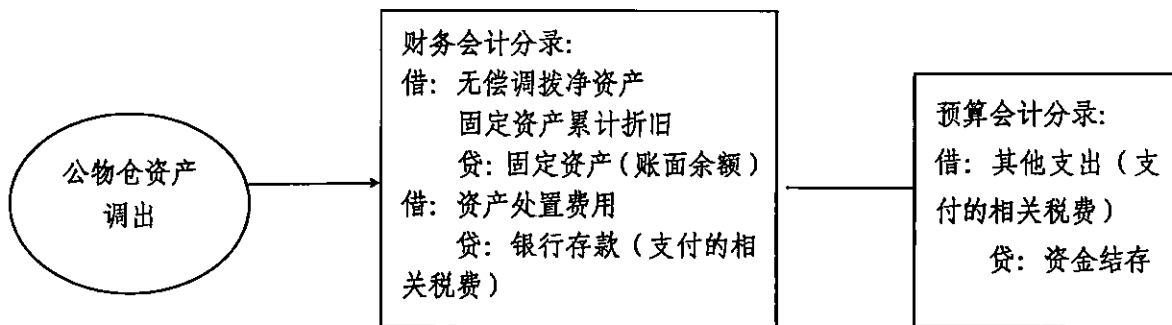 公物仓资产
调出
财务会计分录:
借: 无偿调拨净资产
固定资产累计折旧
贷: 固定资产(账面余额)
借: 资产处置费用
贷: 银行存款(支付的相
关税费)
预算会计分录:
借: 其他支出(支
付的相关税费)
贷: 资金结存